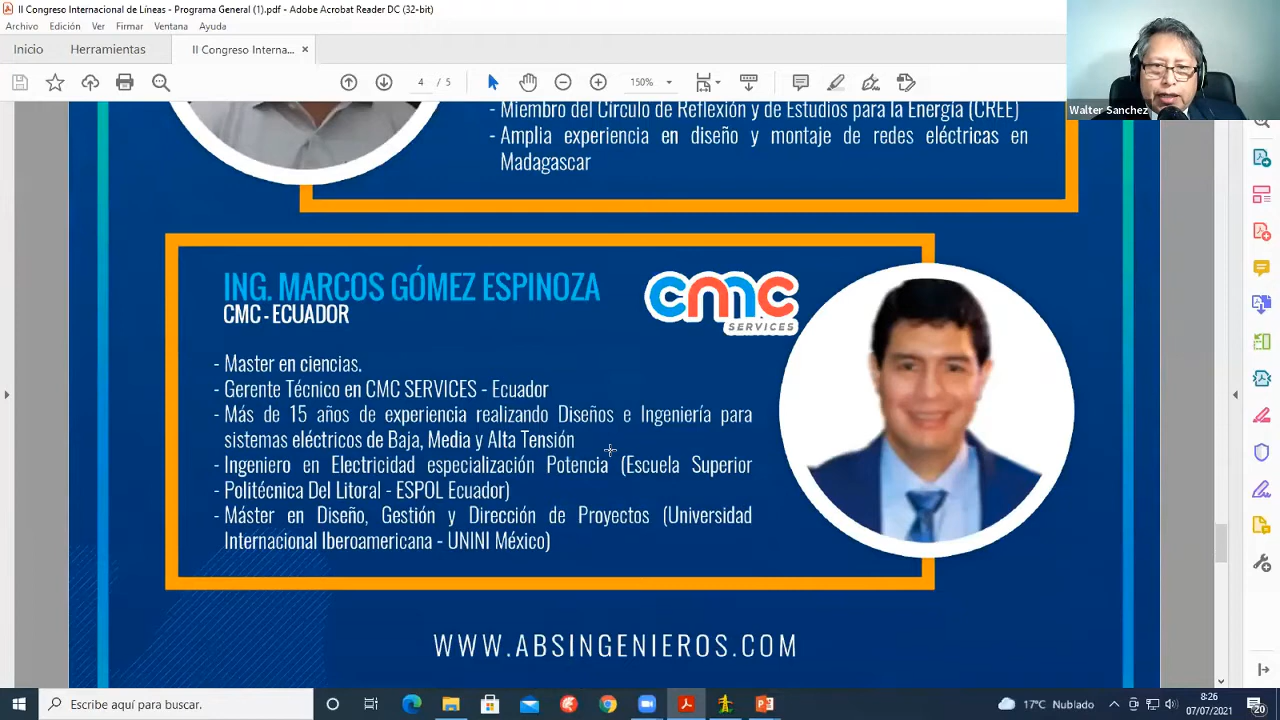 II Congreso Internacional de Líneas - Programa General (1).pdf - Adobe Acrobat Reader DC (32-bit)
Archivo Edición Ver Firmar Ventana Ayuda
Inicio Herramientas II Congreso Interna... ×
4 / 5 150%
Walter Sanchez
- Miembro del Círculo de Reflexión y de Estudios para la Energía (CREE)
- Amplia experiencia en diseño y montaje de redes eléctricas en
Madagascar
ING. MARCOS GÓMEZ ESPINOZA
CMC - ECUADOR
cmc
SERVICES
- Master en ciencias.
- Gerente Técnico en CMC SERVICES - Ecuador
- Más de 15 años de experiencia realizando Diseños e Ingeniería para
sistemas eléctricos de Baja, Media y Alta Tensión
- Ingeniero en Electricidad especialización Potencia (Escuela Superior
- Politécnica Del Litoral - ESPOL Ecuador)
- Máster en Diseño, Gestión y Dirección de Proyectos (Universidad
Internacional Iberoamericana - UNINI México)
WWW.ABSINGENIEROS.COM
Escribe aquí para buscar.
17°C Nublado
8:26
07/07/2021
20